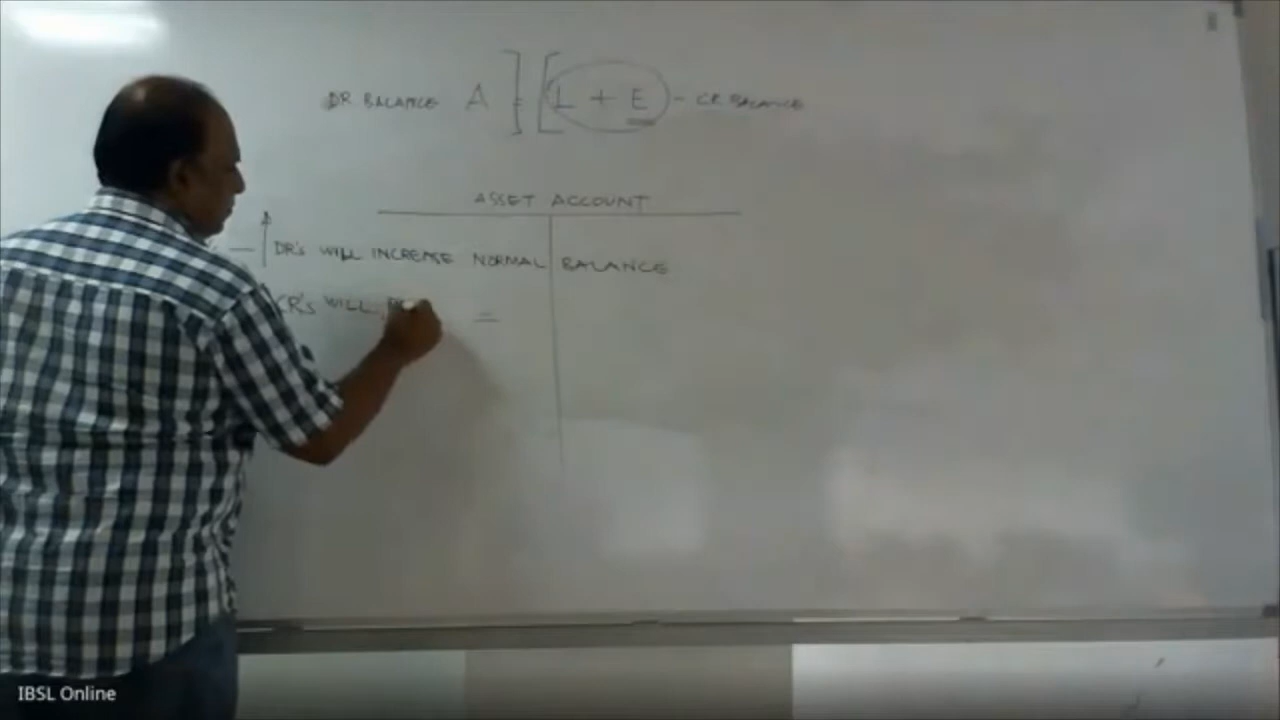 DR BALANCE A ] = [ L + E - CR BALANCE
ASSET ACCOUNT
DR'S WILL INCREASE NORMAL BALANCE
CR'S WILL
IBSL Online